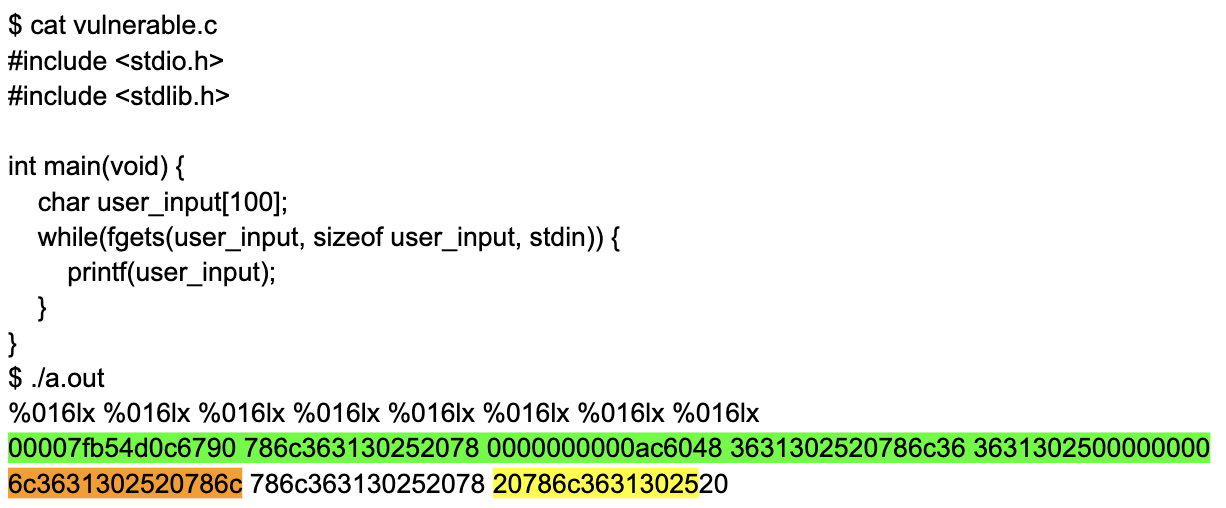 $ cat vulnerable.c
#include <stdio.h>
#include <stdlib.h>
int main(void) {
char user_input[100];
while(fgets(user_input, sizeof user_input, stdin)) {
printf(user_input);
}
}
$ ./a.out
%016lx %016lx %016lx %016lx %016lx %016lx %016lx %016lx
00007fb54d0c6790 786c363130252078 0000000000ac6048 3631302520786c36 3631302500000000
6c3631302520786c 786c363130252078 20786c3631302520